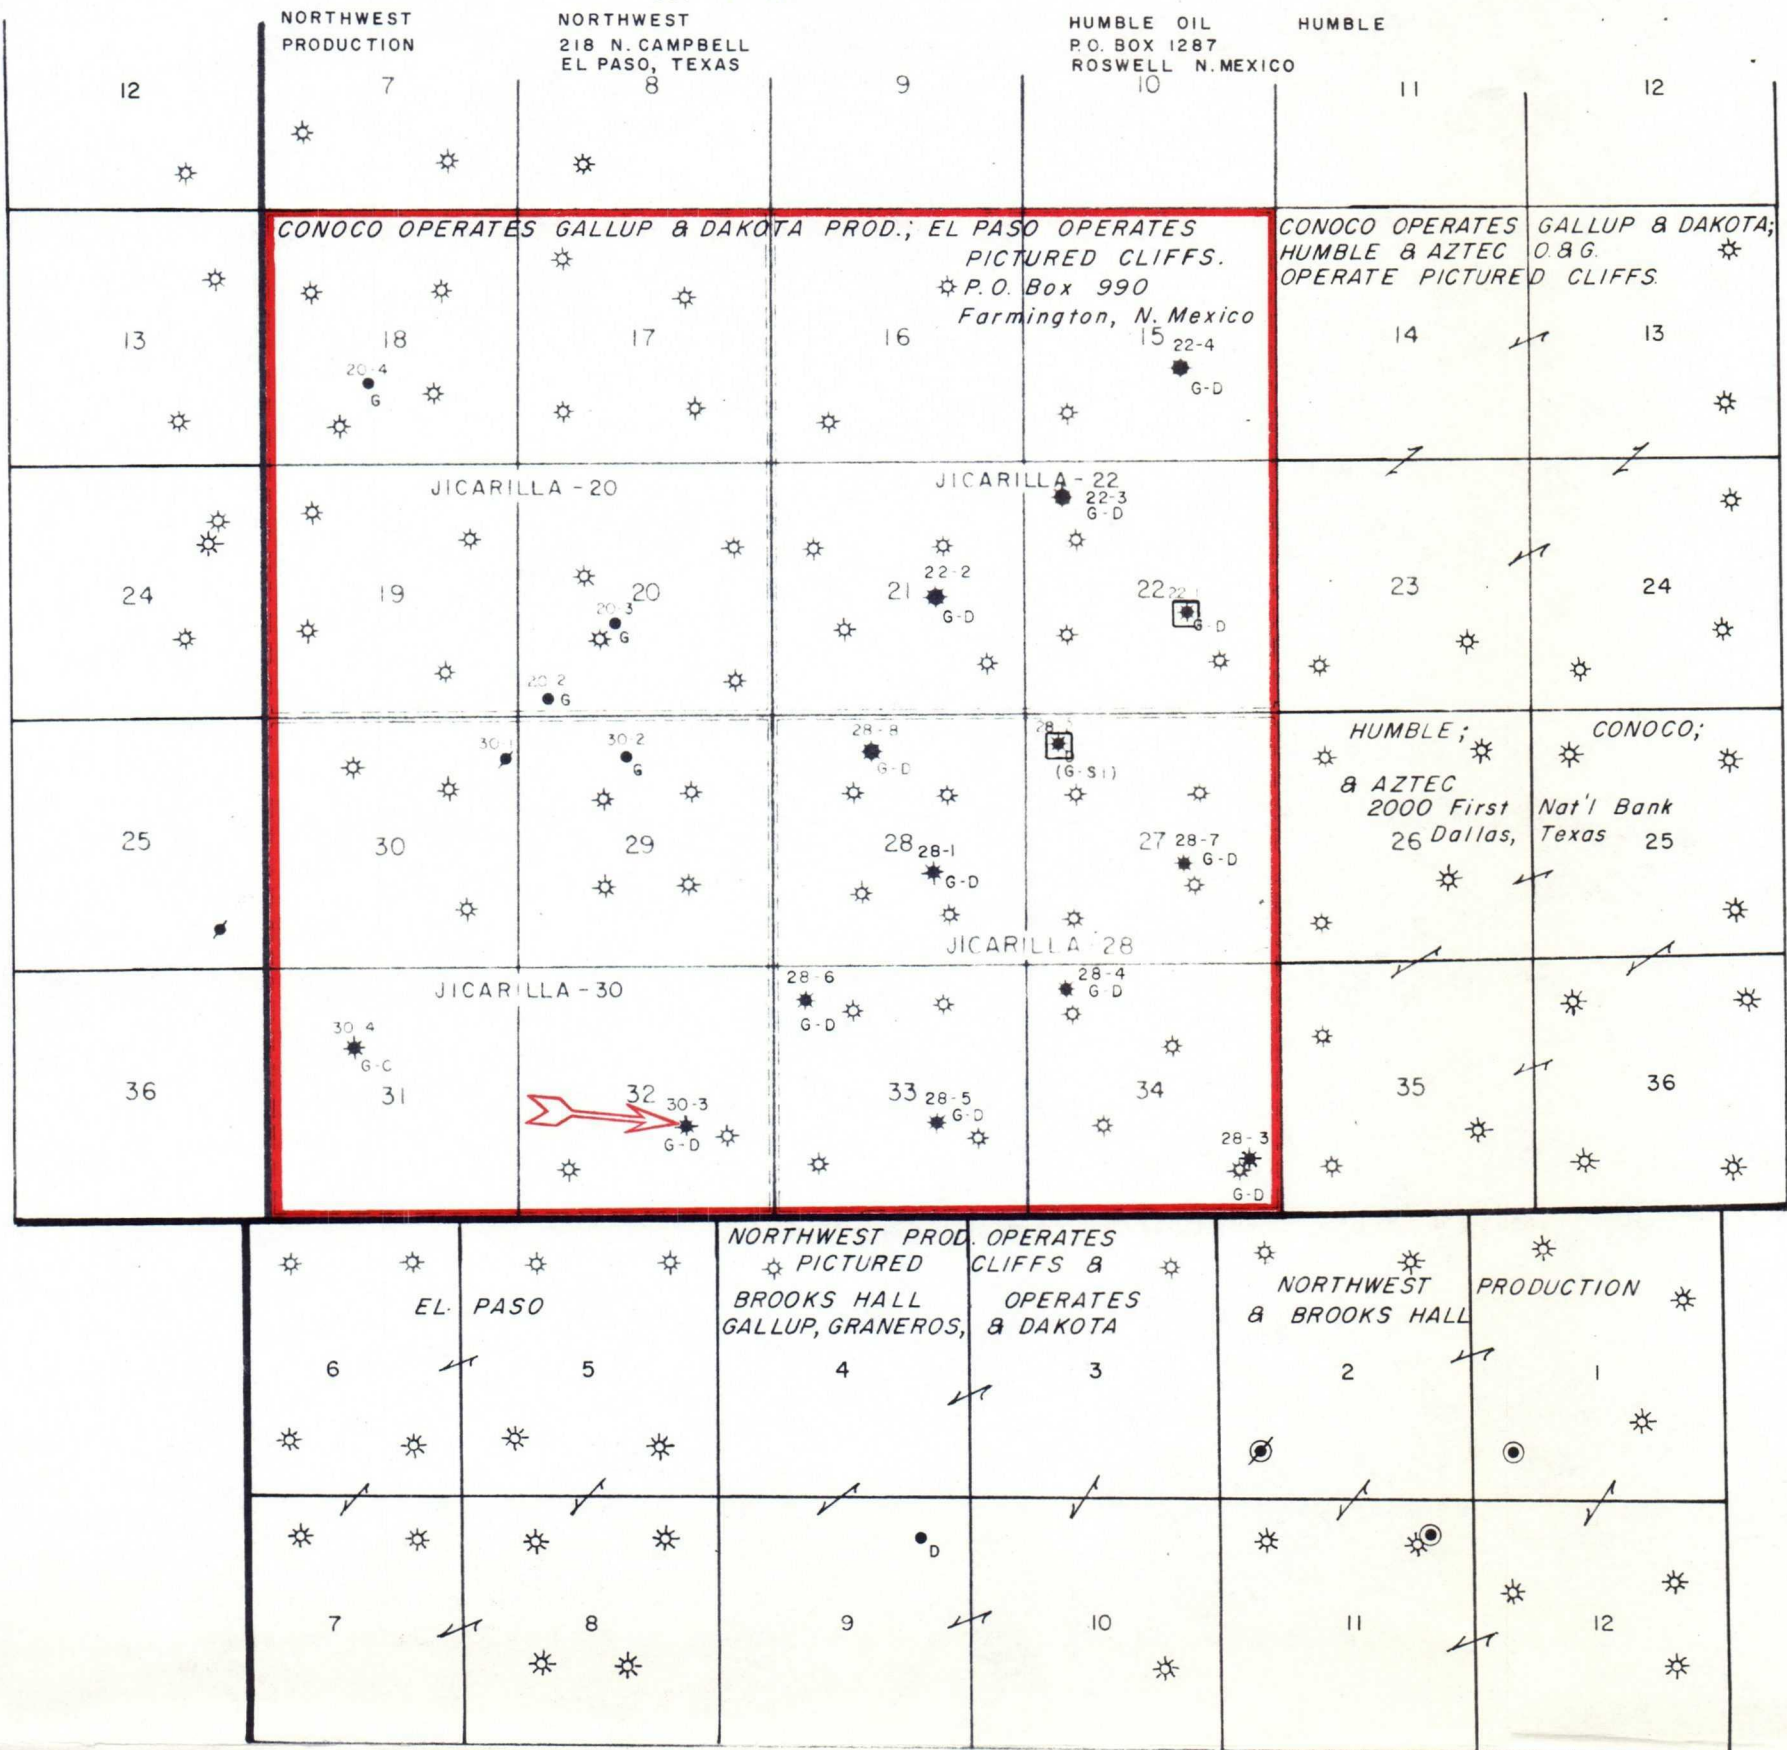 NORTHWEST
PRODUCTION
NORTHWEST
218 N. CAMPBELL
EL PASO, TEXAS
HUMBLE OIL
P.O. BOX 1287
ROSWELL N. MEXICO
HUMBLE
12 7 8 9 10 11 12
CONOCO OPERATES GALLUP & DAKOTA PROD.; EL PASO OPERATES
PICTURED CLIFFS.
P.O. Box 990
Farmington, N. Mexico
CONOCO OPERATES GALLUP & DAKOTA;
HUMBLE & AZTEC O.&G.
OPERATE PICTURED CLIFFS.
13 18 17 16 15 14 13
22-4
G-D
20-4
G
JICARILLA-20
JICARILLA-22
22-3
G-D
24 19 20 21 22 23 24
22-2
G-D
20-3
G
G-D
20-2
G
30-1
30-2
G
28-8
G-D
(G-SI)
HUMBLE; CONOCO;
& AZTEC
2000 First Nat'l Bank
Dallas, Texas
25 30 29 28 27 26 25
28-1
G-D
28-7
G-D
JICARILLA 28
JICARILLA-30
28-6
G-D
28-4
G-D
30 4
G-C
36 31 32 33 34 35 36
30-3
G-D
28-5
G-D
28-3
G-D
EL PASO
NORTHWEST PROD. OPERATES
PICTURED CLIFFS &
BROOKS HALL OPERATES
GALLUP, GRANEROS, & DAKOTA
NORTHWEST PRODUCTION
& BROOKS HALL
6 5 4 3 2 1
D
7 8 9 10 11 12